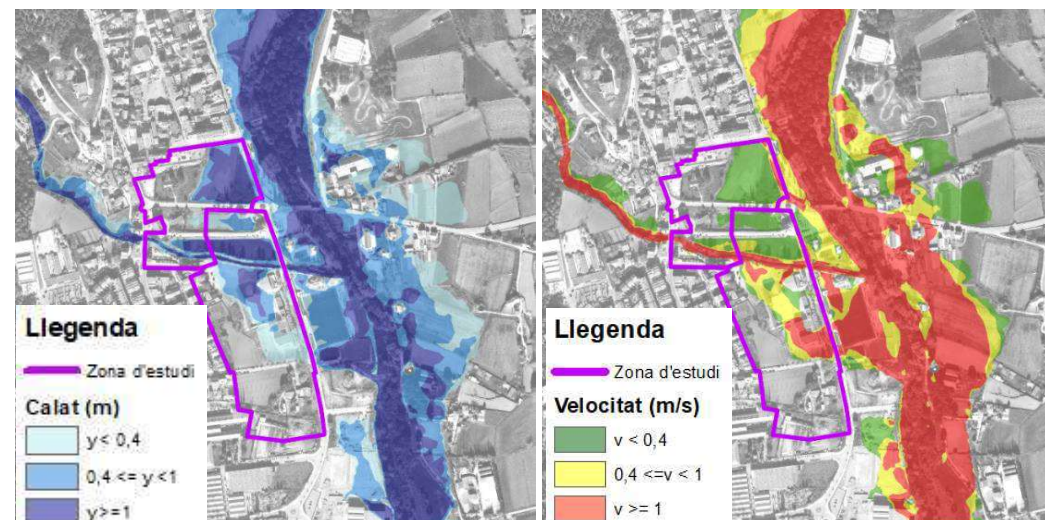 Llegenda
Zona d'estudi
Calat (m)
y< 0,4
0,4 <= y <1
y>=1
Llegenda
Zona d'estudi
Velocitat (m/s)
v < 0,4
0,4 <=v < 1
v >= 1